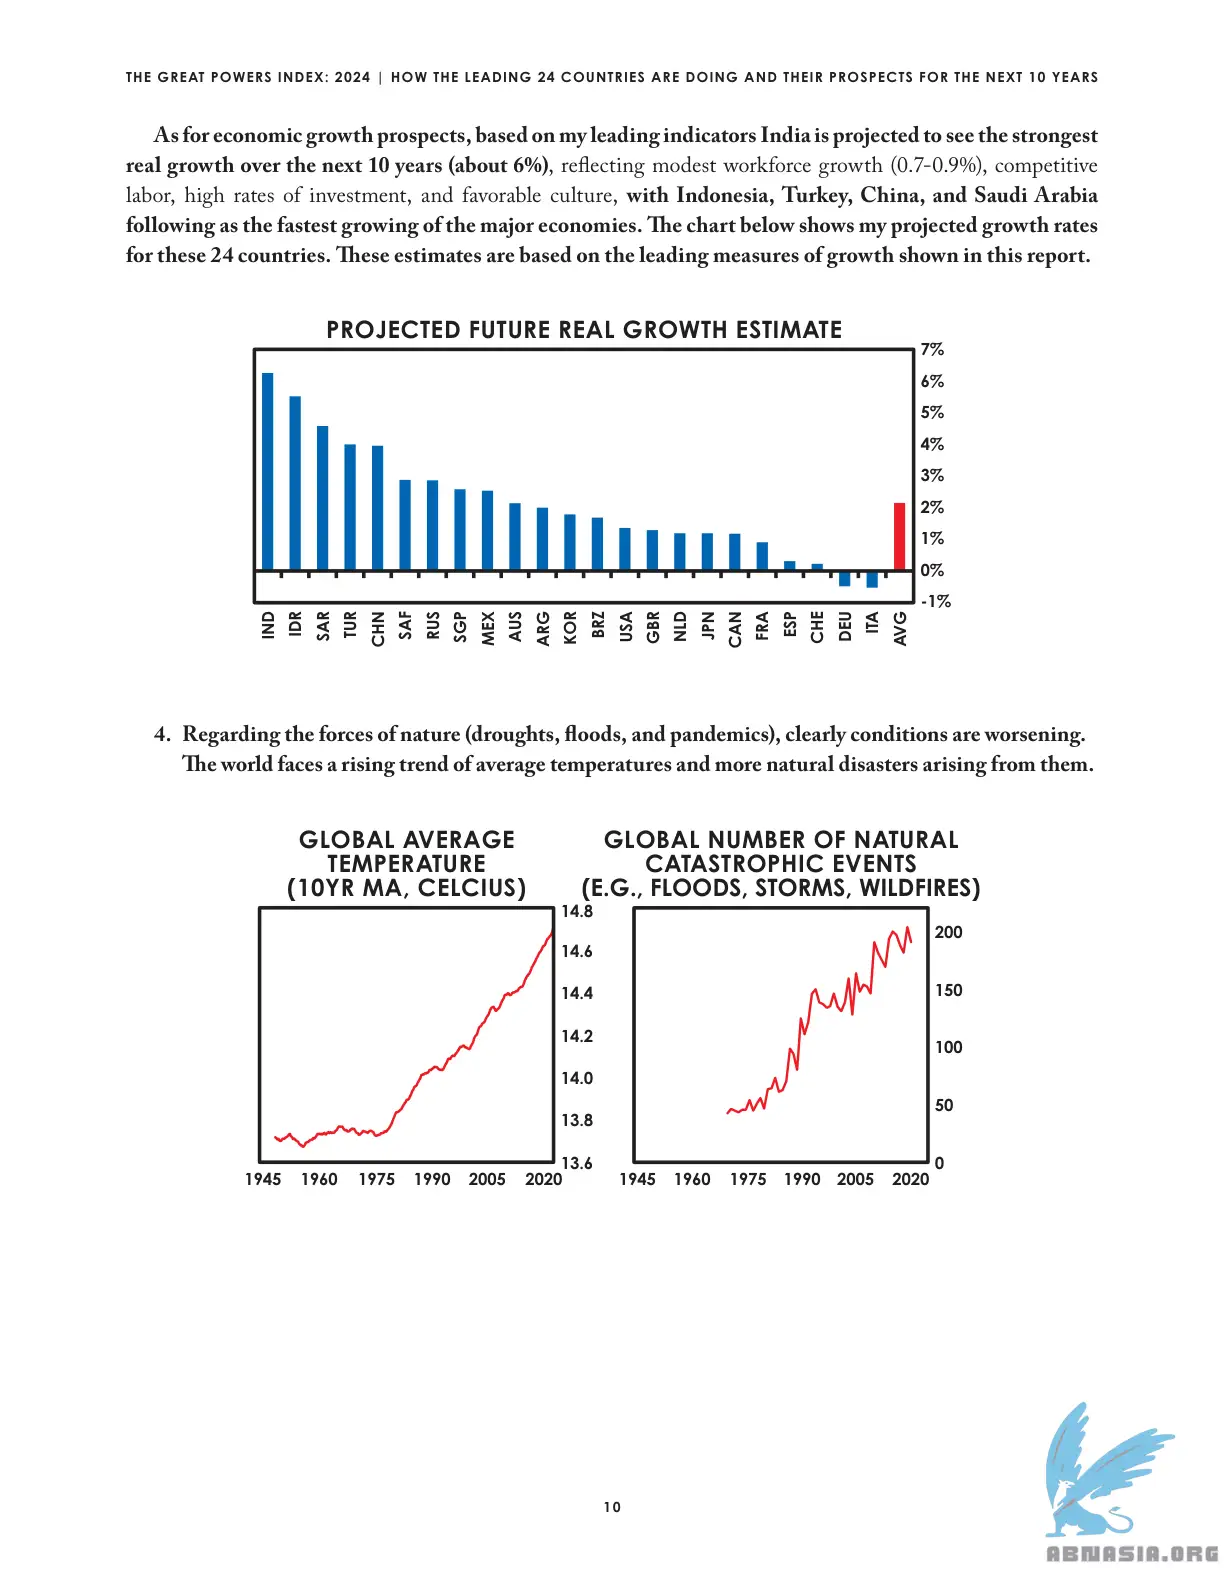 THE GREAT POWERS INDEX: 2024 | HOW THE LEADING 24 COUNTRIES ARE DOING AND THEIR PROSPECTS FOR THE NEXT 10 YEARS
As for economic growth prospects, based on my leading indicators India is projected to see the strongest
real growth over the next 10 years (about 6%), reflecting modest workforce growth (0.7-0.9%), competitive
labor, high rates of investment, and favorable culture, with Indonesia, Turkey, China, and Saudi Arabia
following as the fastest growing of the major economies. The chart below shows my projected growth rates
for these 24 countries. These estimates are based on the leading measures of growth shown in this report.
PROJECTED FUTURE REAL GROWTH ESTIMATE
7%
6%
5%
4%
3%
2%
1%
0%
-1%
IND IDR SAR TUR CHN SAF RUS SGP MEX AUS ARG KOR BRZ USA GBR NLD JPN CAN FRA ESP CHE DEU ITA AVG
4. Regarding the forces of nature (droughts, floods, and pandemics), clearly conditions are worsening.
The world faces a rising trend of average temperatures and more natural disasters arising from them.
GLOBAL AVERAGE
TEMPERATURE
(10YR MA, CELCIUS)
14.8
14.6
14.4
14.2
14.0
13.8
13.6
1945 1960 1975 1990 2005 2020
GLOBAL NUMBER OF NATURAL
CATASTROPHIC EVENTS
(E.G., FLOODS, STORMS, WILDFIRES)
200
150
100
50
0
1945 1960 1975 1990 2005 2020
10
ABNASIA.ORG